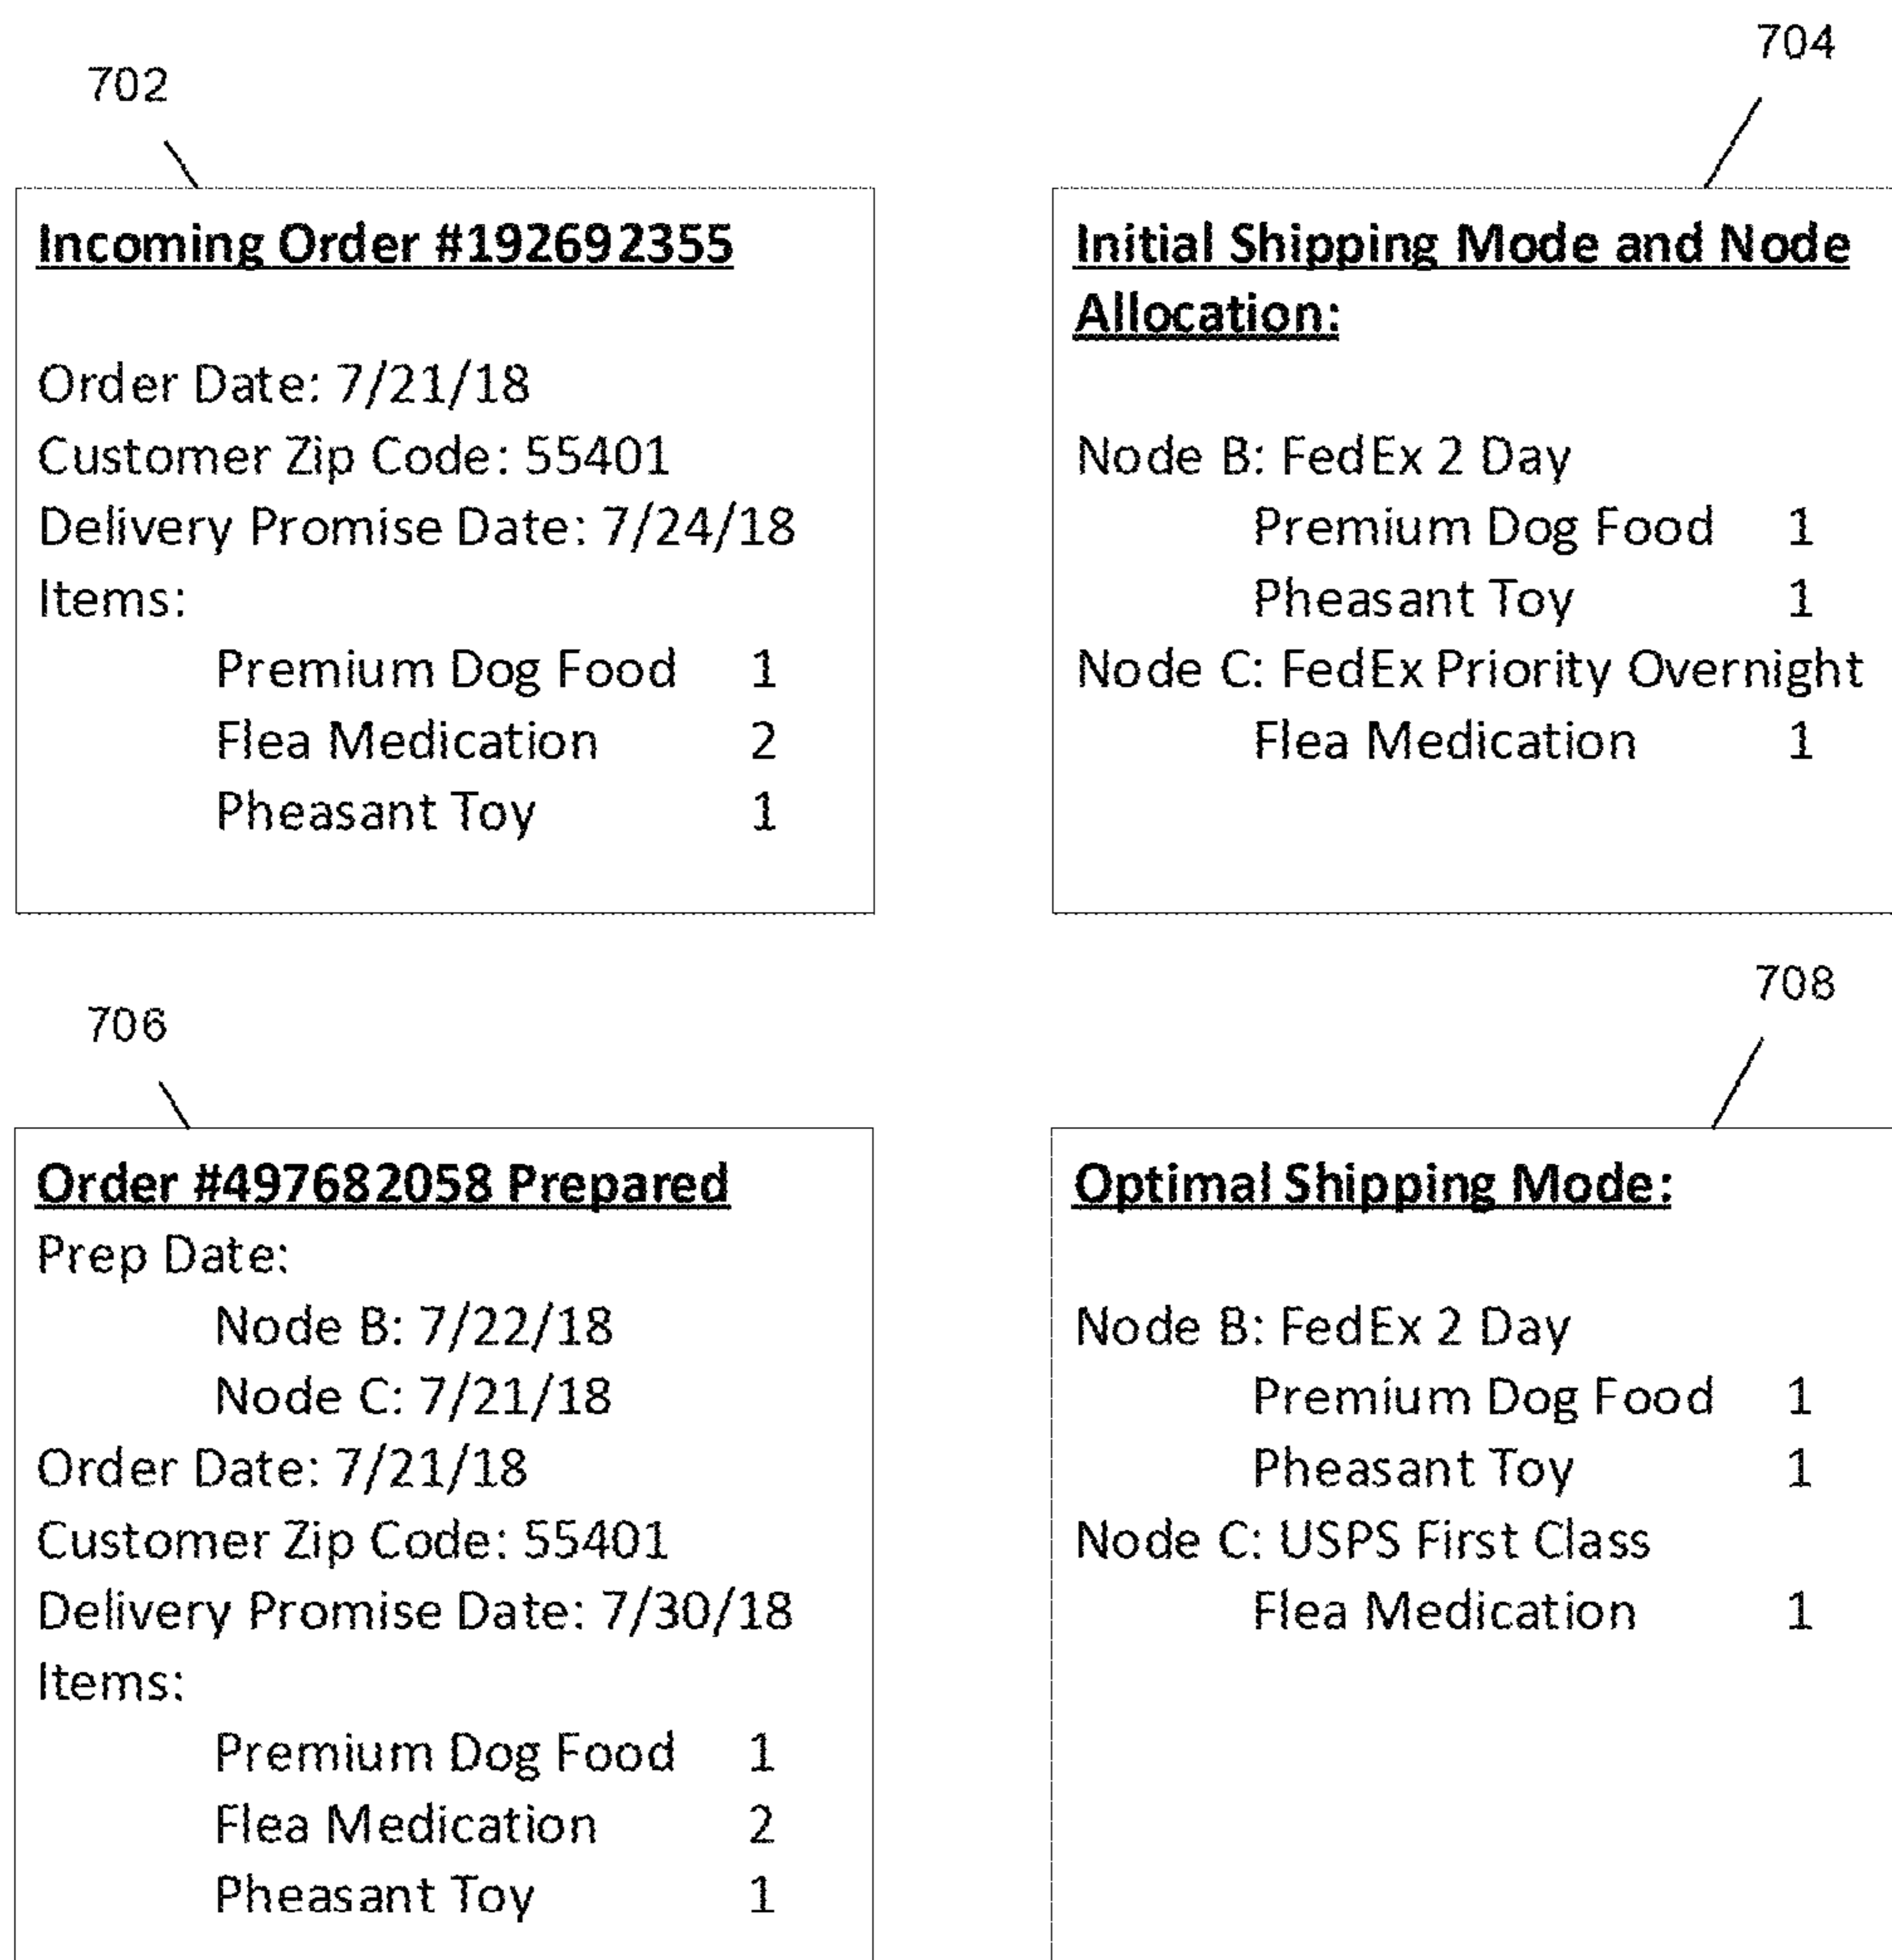 702
Incoming Order #192692355
Order Date: 7/21/18
Customer Zip Code: 55401
Delivery Promise Date: 7/24/18
Items:
Premium Dog Food 1
Flea Medication 2
Pheasant Toy 1
704
Initial Shipping Mode and Node
Allocation:
Node B: FedEx 2 Day
Premium Dog Food 1
Pheasant Toy 1
Node C: FedEx Priority Overnight
Flea Medication 1
706
Order #497682058 Prepared
Prep Date:
Node B: 7/22/18
Node C: 7/21/18
Order Date: 7/21/18
Customer Zip Code: 55401
Delivery Promise Date: 7/30/18
Items:
Premium Dog Food 1
Flea Medication 2
Pheasant Toy 1
708
Optimal Shipping Mode:
Node B: FedEx 2 Day
Premium Dog Food 1
Pheasant Toy 1
Node C: USPS First Class
Flea Medication 1